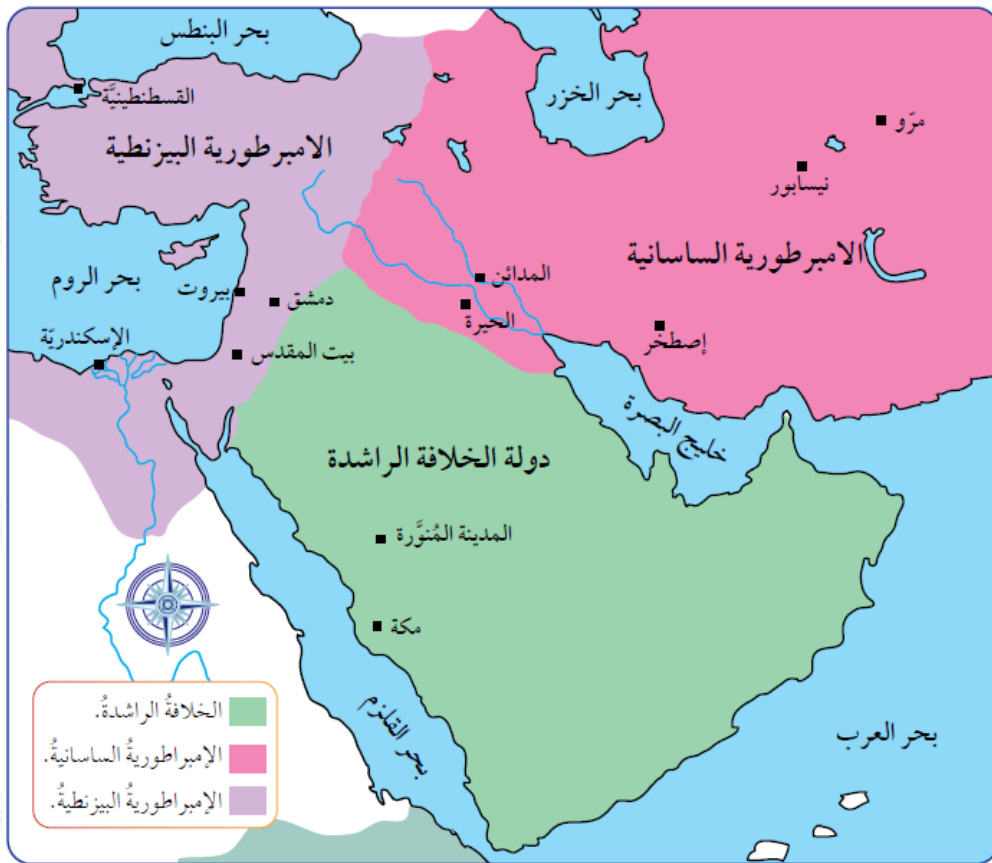 بحر البنطس
القسطنطينيَّة
بحر الخزر
مرّو
الامبرطورية البيزنطية
نيسابور
الامبرطورية الساسانية
المدائن
بحر الروم
بيروت
دمشق
الحيرة
إصطخر
الإسكندريّة
بيت المقدس
خليج البصرة
دولة الخلافة الراشدة
المدينة المُنوَّرة
مكة
بحر القلزم
بحر العرب
الخلافةُ الراشدةُ.
الإمبراطوريةُ الساسانيةُ.
الإمبراطوريةُ البيزنطيةُ.